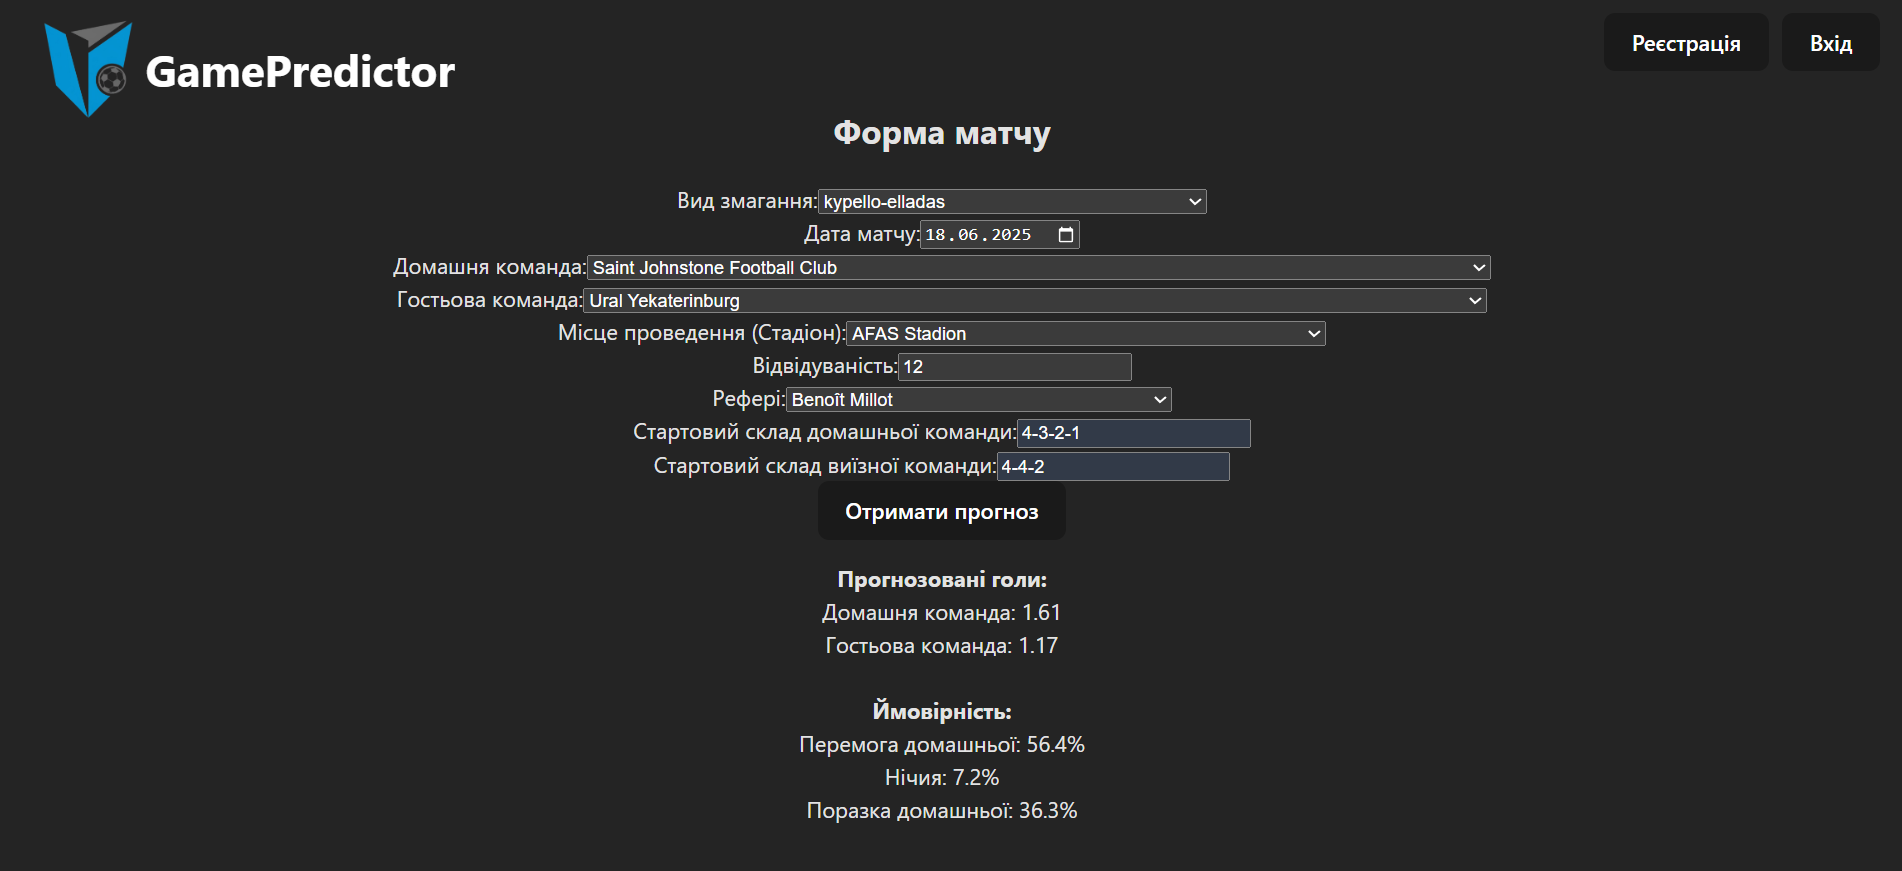 GamePredictor
Реєстрація
Вхід
Форма матчу
Вид змагання: kypello-elladas
Дата матчу: 18.06.2025
Домашня команда: Saint Johnstone Football Club
Гостьова команда: Ural Yekaterinburg
Місце проведення (Стадіон): AFAS Stadion
Відвідуваність: 12
Рефері: Benoît Millot
Стартовий склад домашньої команди: 4-3-2-1
Стартовий склад виїзної команди: 4-4-2
Отримати прогноз
Прогнозовані голи:
Домашня команда: 1.61
Гостьова команда: 1.17
Ймовірність:
Перемога домашньої: 56.4%
Нічия: 7.2%
Поразка домашньої: 36.3%